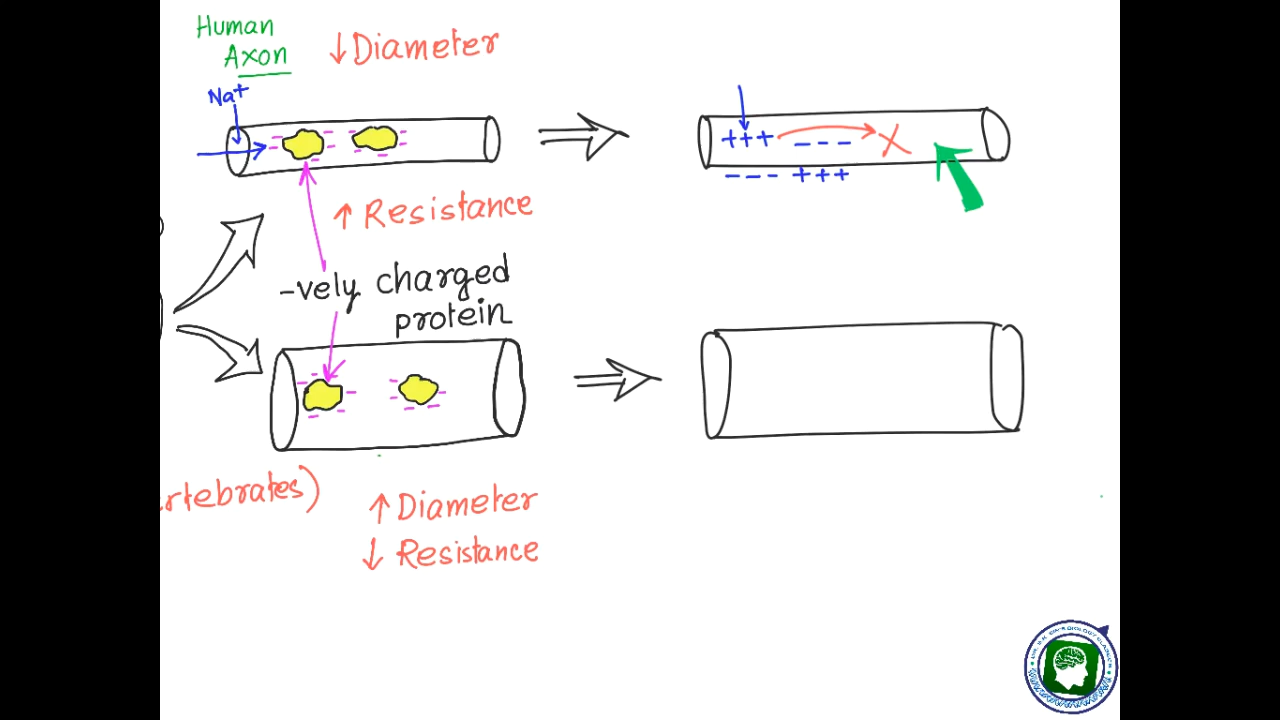 Human
Axon
↓ Diameter
Na+
+++
---
--- +++
↑ Resistance
-vely charged
protein
rtebrates)
↑ Diameter
↓ Resistance